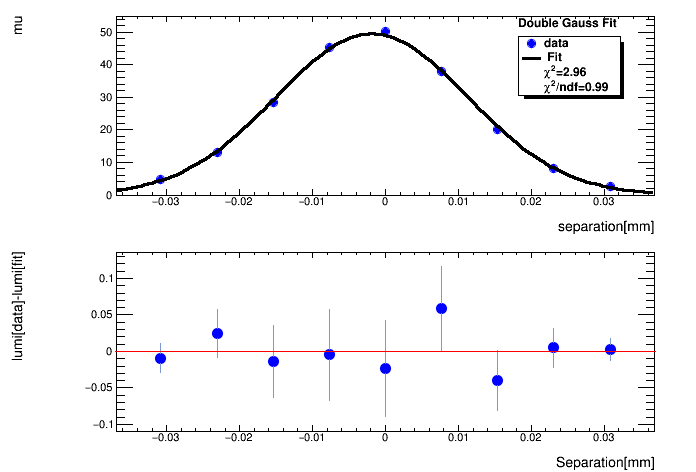 mu
Double Gauss Fit
data
Fit
χ²=2.96
χ²/ndf=0.99
50
40
30
20
10
0
−0.03 −0.02 −0.01 0 0.01 0.02 0.03
separation[mm]
lumi[data]-lumi[fit]
0.1
0.05
0
−0.05
−0.1
−0.03 −0.02 −0.01 0 0.01 0.02 0.03
Separation[mm]